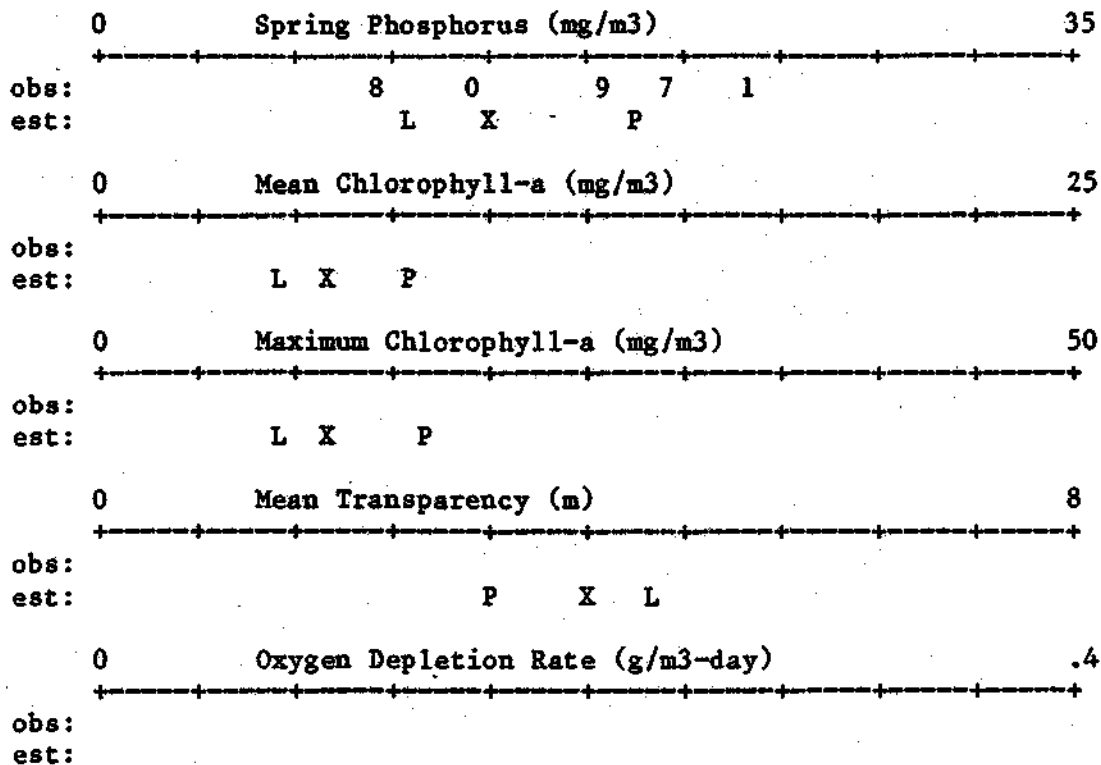 0 Spring Phosphorus (mg/m3) 35
+---------+---------+---------+---------+---------+---------+---------+---------+---------+---------+
obs: 8 0 9 7 1
est: L X P
0 Mean Chlorophyll-a (mg/m3) 25
+---------+---------+---------+---------+---------+---------+---------+---------+---------+---------+
obs:
est: L X P
0 Maximum Chlorophyll-a (mg/m3) 50
+---------+---------+---------+---------+---------+---------+---------+---------+---------+---------+
obs:
est: L X P
0 Mean Transparency (m) 8
+---------+---------+---------+---------+---------+---------+---------+---------+---------+---------+
obs:
est: P X L
0 Oxygen Depletion Rate (g/m3-day) .4
+---------+---------+---------+---------+---------+---------+---------+---------+---------+---------+
obs:
est: